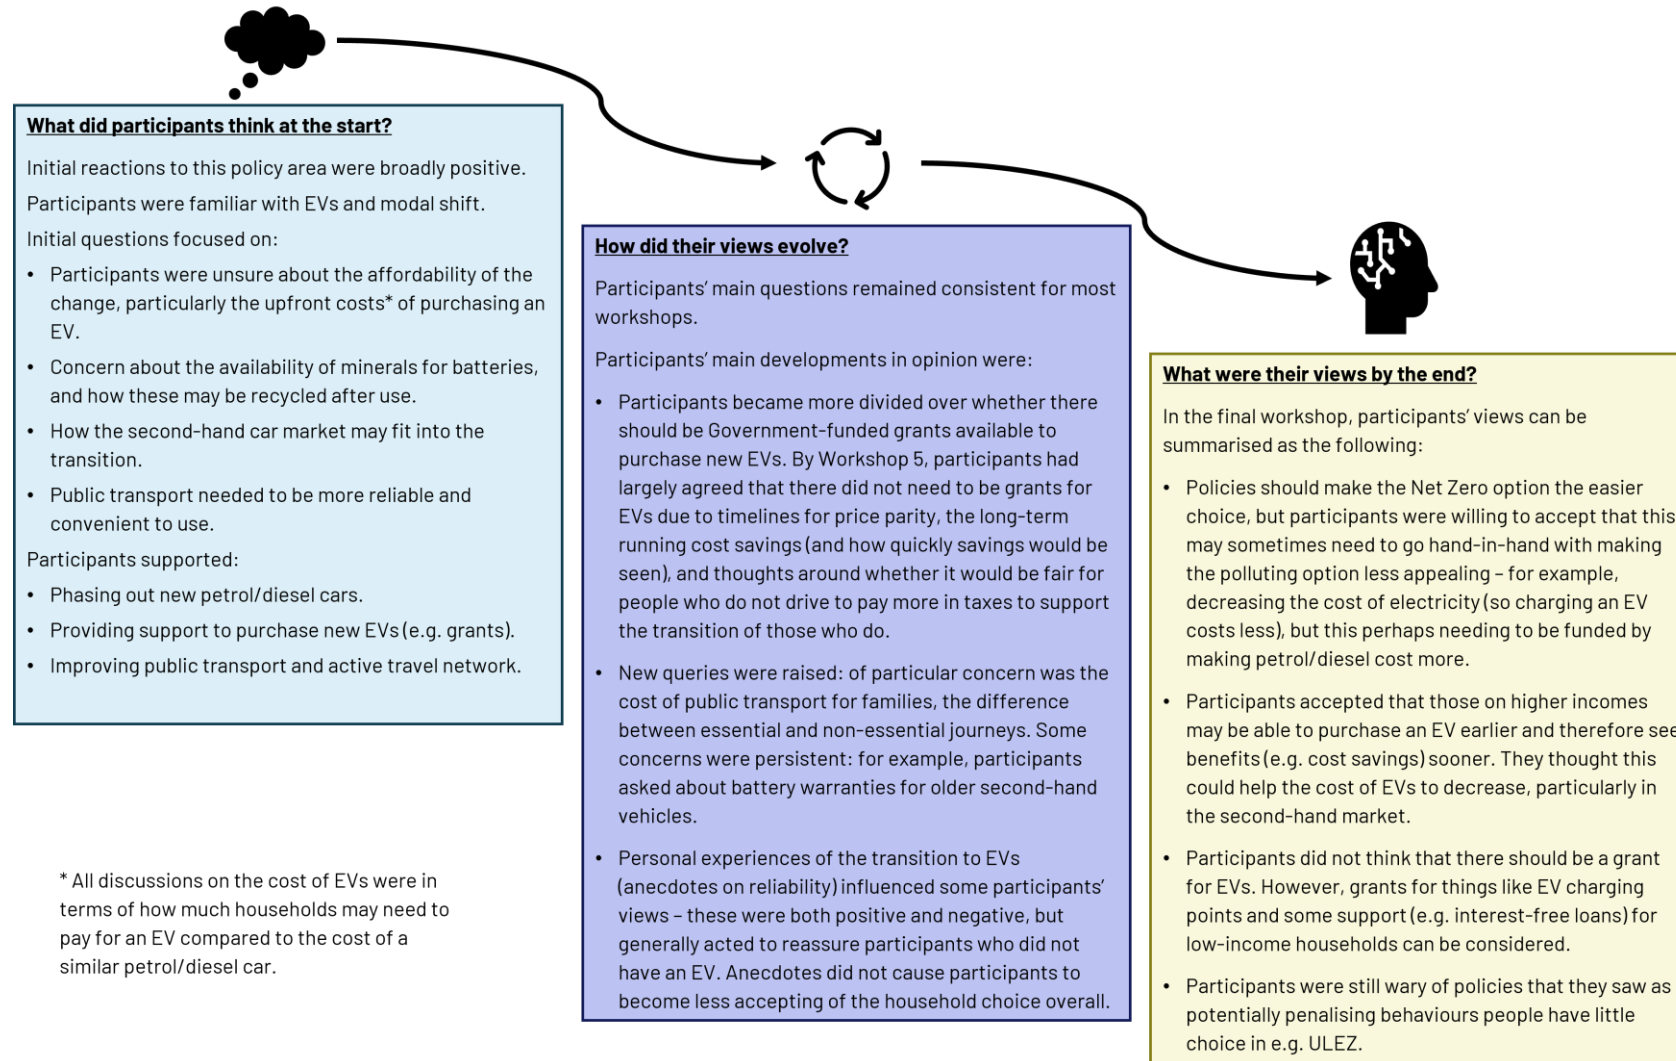 What did participants think at the start?
Initial reactions to this policy area were broadly positive.
Participants were familiar with EVs and modal shift.
Initial questions focused on:
• Participants were unsure about the affordability of the
change, particularly the upfront costs* of purchasing an
EV.
• Concern about the availability of minerals for batteries,
and how these may be recycled after use.
• How the second-hand car market may fit into the
transition.
• Public transport needed to be more reliable and
convenient to use.
Participants supported:
• Phasing out new petrol/diesel cars.
• Providing support to purchase new EVs (e.g. grants).
• Improving public transport and active travel network.
* All discussions on the cost of EVs were in
terms of how much households may need to
pay for an EV compared to the cost of a
similar petrol/diesel car.
How did their views evolve?
Participants' main questions remained consistent for most
workshops.
Participants' main developments in opinion were:
• Participants became more divided over whether there
should be Government-funded grants available to
purchase new EVs. By Workshop 5, participants had
largely agreed that there did not need to be grants for
EVs due to timelines for price parity, the long-term
running cost savings (and how quickly savings would be
seen), and thoughts around whether it would be fair for
people who do not drive to pay more in taxes to support
the transition of those who do.
• New queries were raised: of particular concern was the
cost of public transport for families, the difference
between essential and non-essential journeys. Some
concerns were persistent: for example, participants
asked about battery warranties for older second-hand
vehicles.
• Personal experiences of the transition to EVs
(anecdotes on reliability) influenced some participants'
views – these were both positive and negative, but
generally acted to reassure participants who did not
have an EV. Anecdotes did not cause participants to
become less accepting of the household choice overall.
What were their views by the end?
In the final workshop, participants' views can be
summarised as the following:
• Policies should make the Net Zero option the easier
choice, but participants were willing to accept that this
may sometimes need to go hand-in-hand with making
the polluting option less appealing – for example,
decreasing the cost of electricity (so charging an EV
costs less), but this perhaps needing to be funded by
making petrol/diesel cost more.
• Participants accepted that those on higher incomes
may be able to purchase an EV earlier and therefore see
benefits (e.g. cost savings) sooner. They thought this
could help the cost of EVs to decrease, particularly in
the second-hand market.
• Participants did not think that there should be a grant
for EVs. However, grants for things like EV charging
points and some support (e.g. interest-free loans) for
low-income households can be considered.
• Participants were still wary of policies that they saw as
potentially penalising behaviours people have little
choice in e.g. ULEZ.